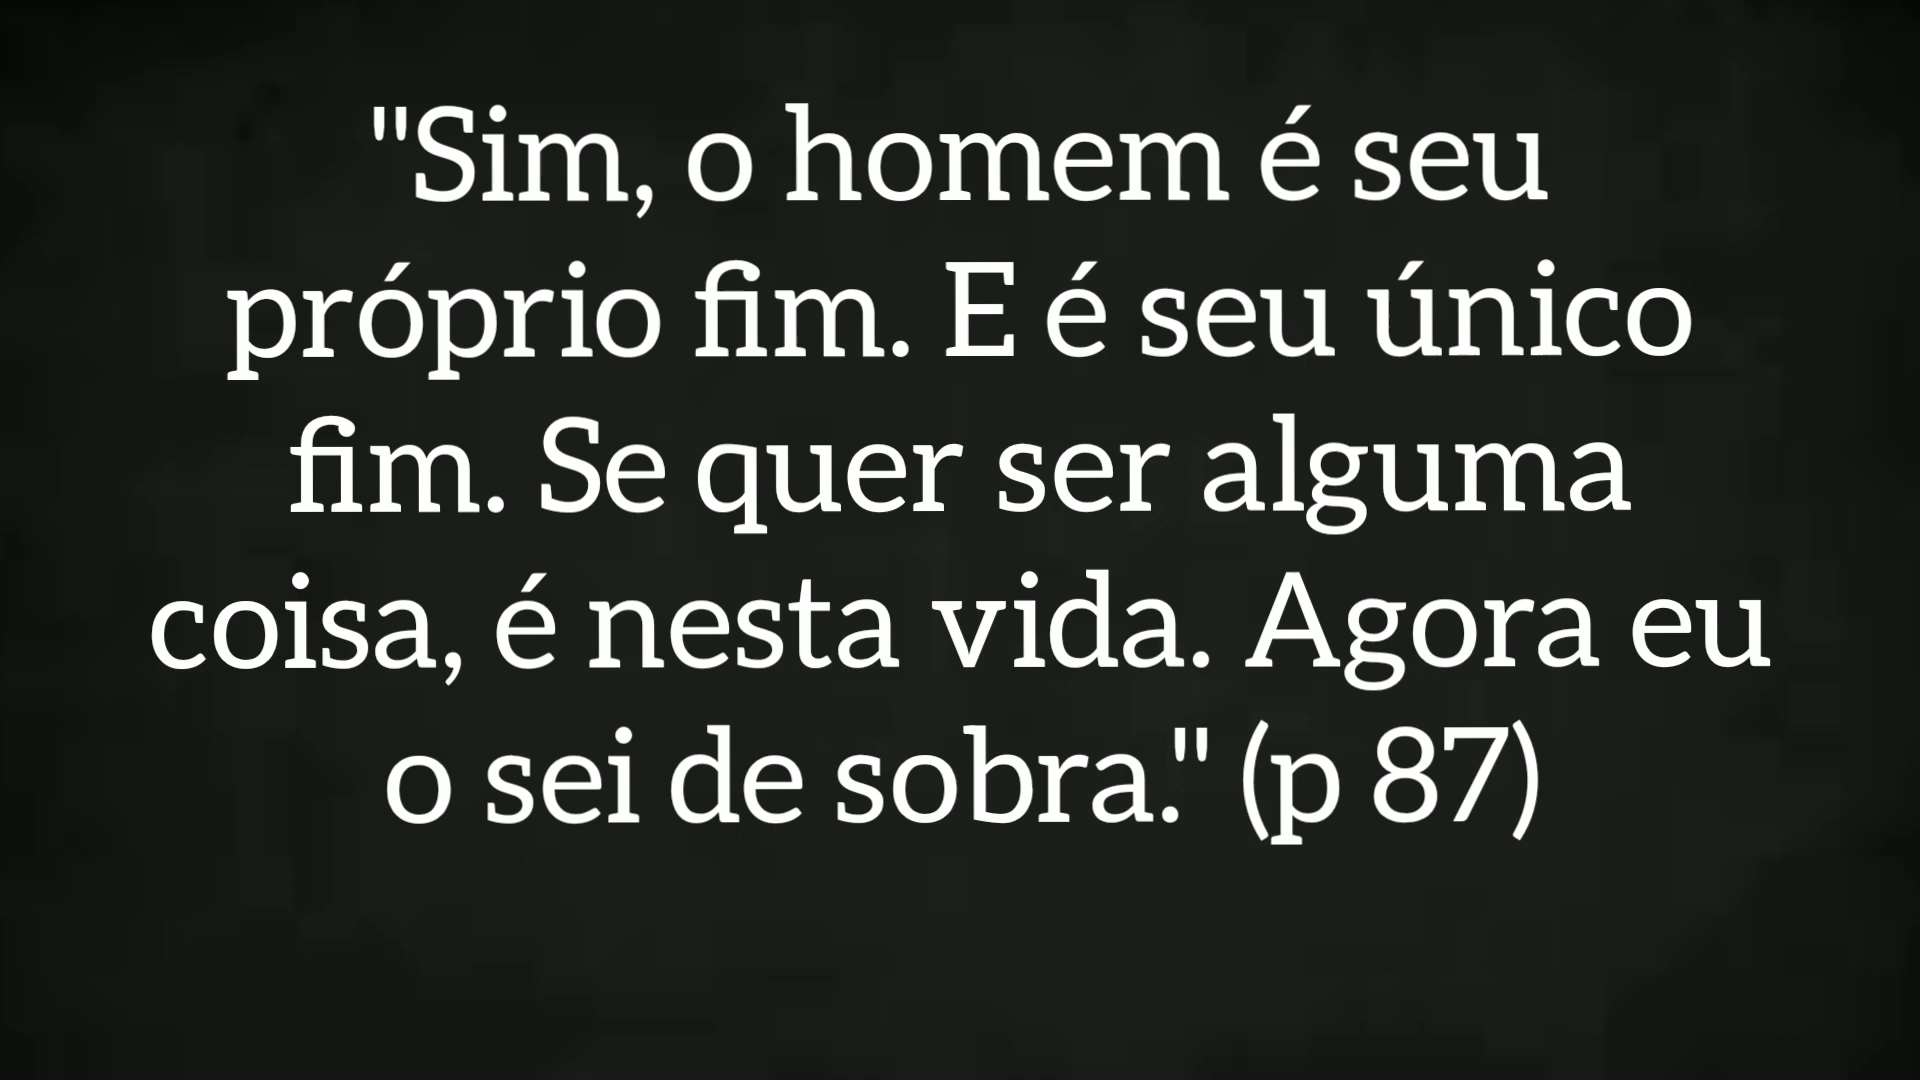 "Sim, o homem é seu
próprio fim. E é seu único
fim. Se quer ser alguma
coisa, é nesta vida. Agora eu
o sei de sobra." (p 87)